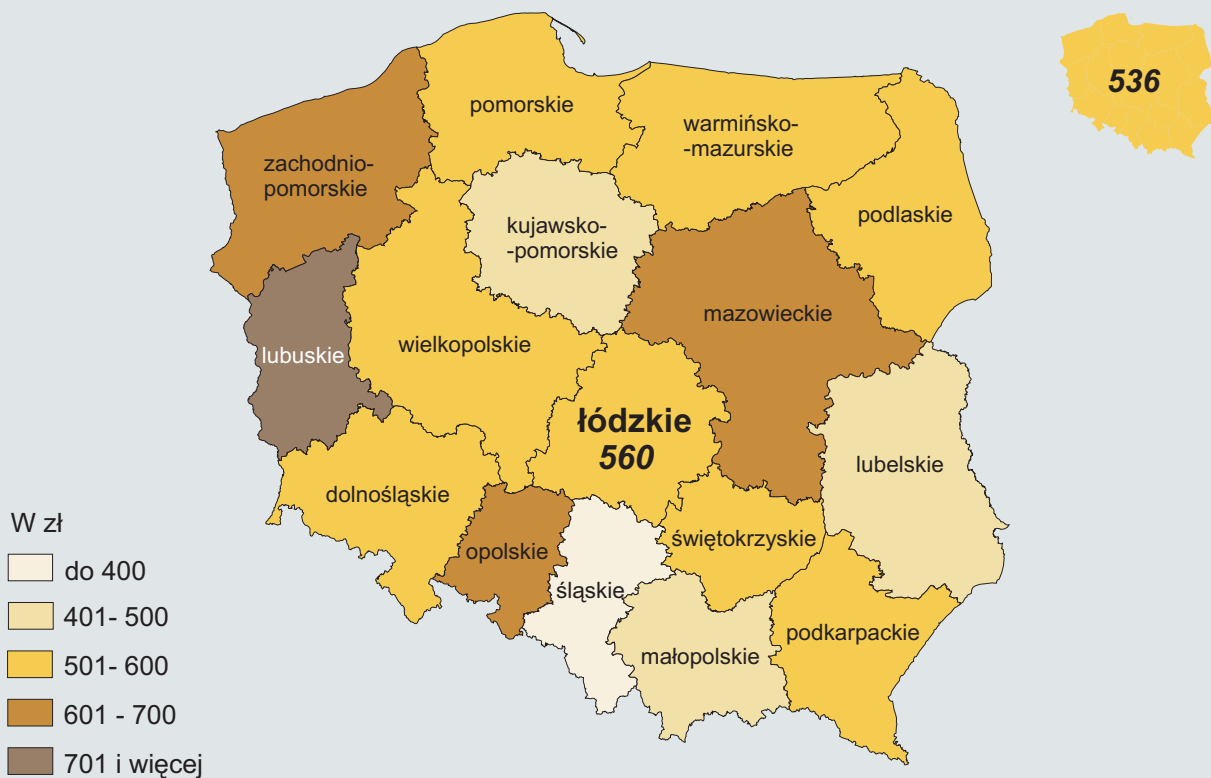 536
pomorskie
warmińsko-
-mazurskie
zachodnio-
pomorskie
podlaskie
kujawsko-
-pomorskie
mazowieckie
lubuskie
wielkopolskie
łódzkie
560
lubelskie
dolnośląskie
opolskie
świętokrzyskie
śląskie
podkarpackie
małopolskie
W zł
do 400
401- 500
501- 600
601 - 700
701 i więcej